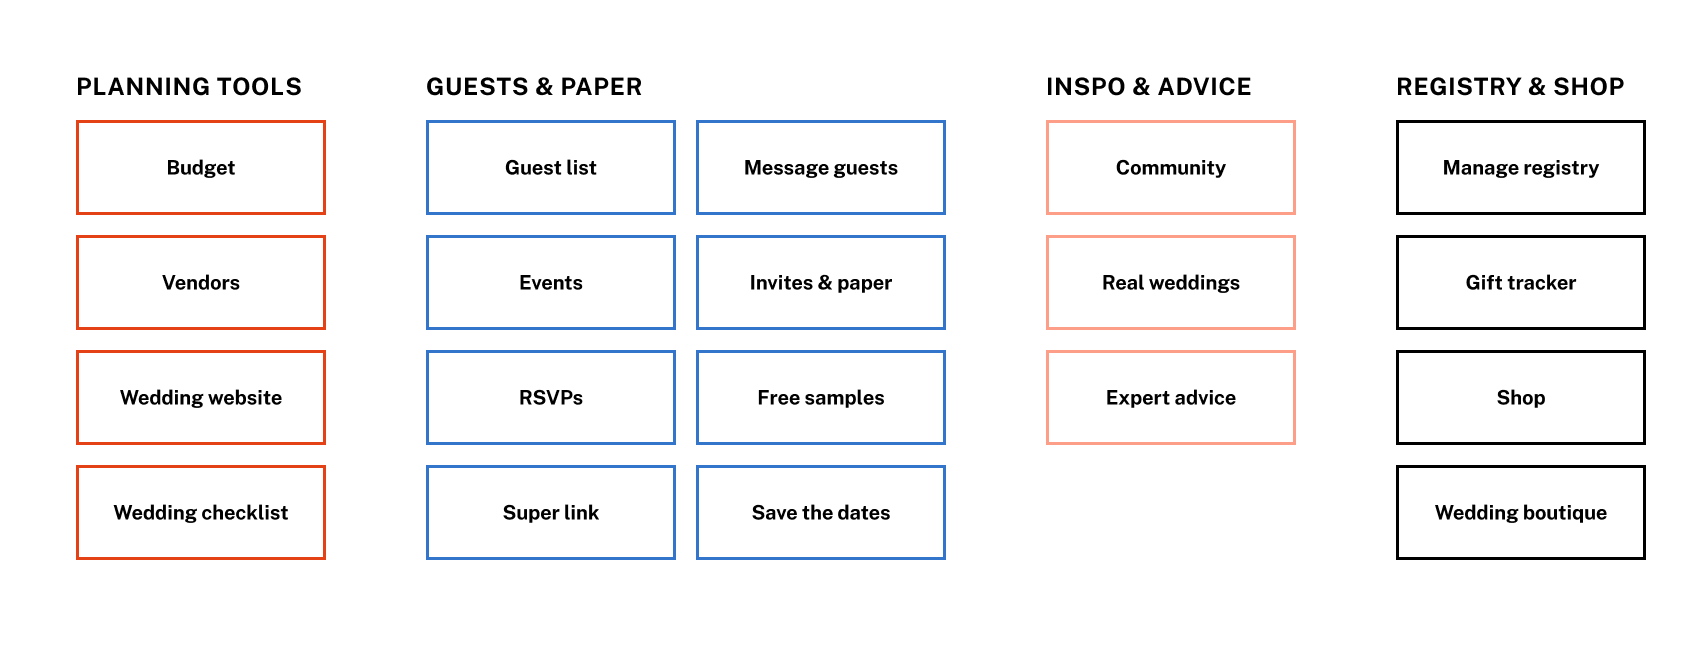 PLANNING TOOLS
Budget
Vendors
Wedding website
Wedding checklist
GUESTS & PAPER
Guest list
Message guests
Events
Invites & paper
RSVPs
Free samples
Super link
Save the dates
INSPO & ADVICE
Community
Real weddings
Expert advice
REGISTRY & SHOP
Manage registry
Gift tracker
Shop
Wedding boutique